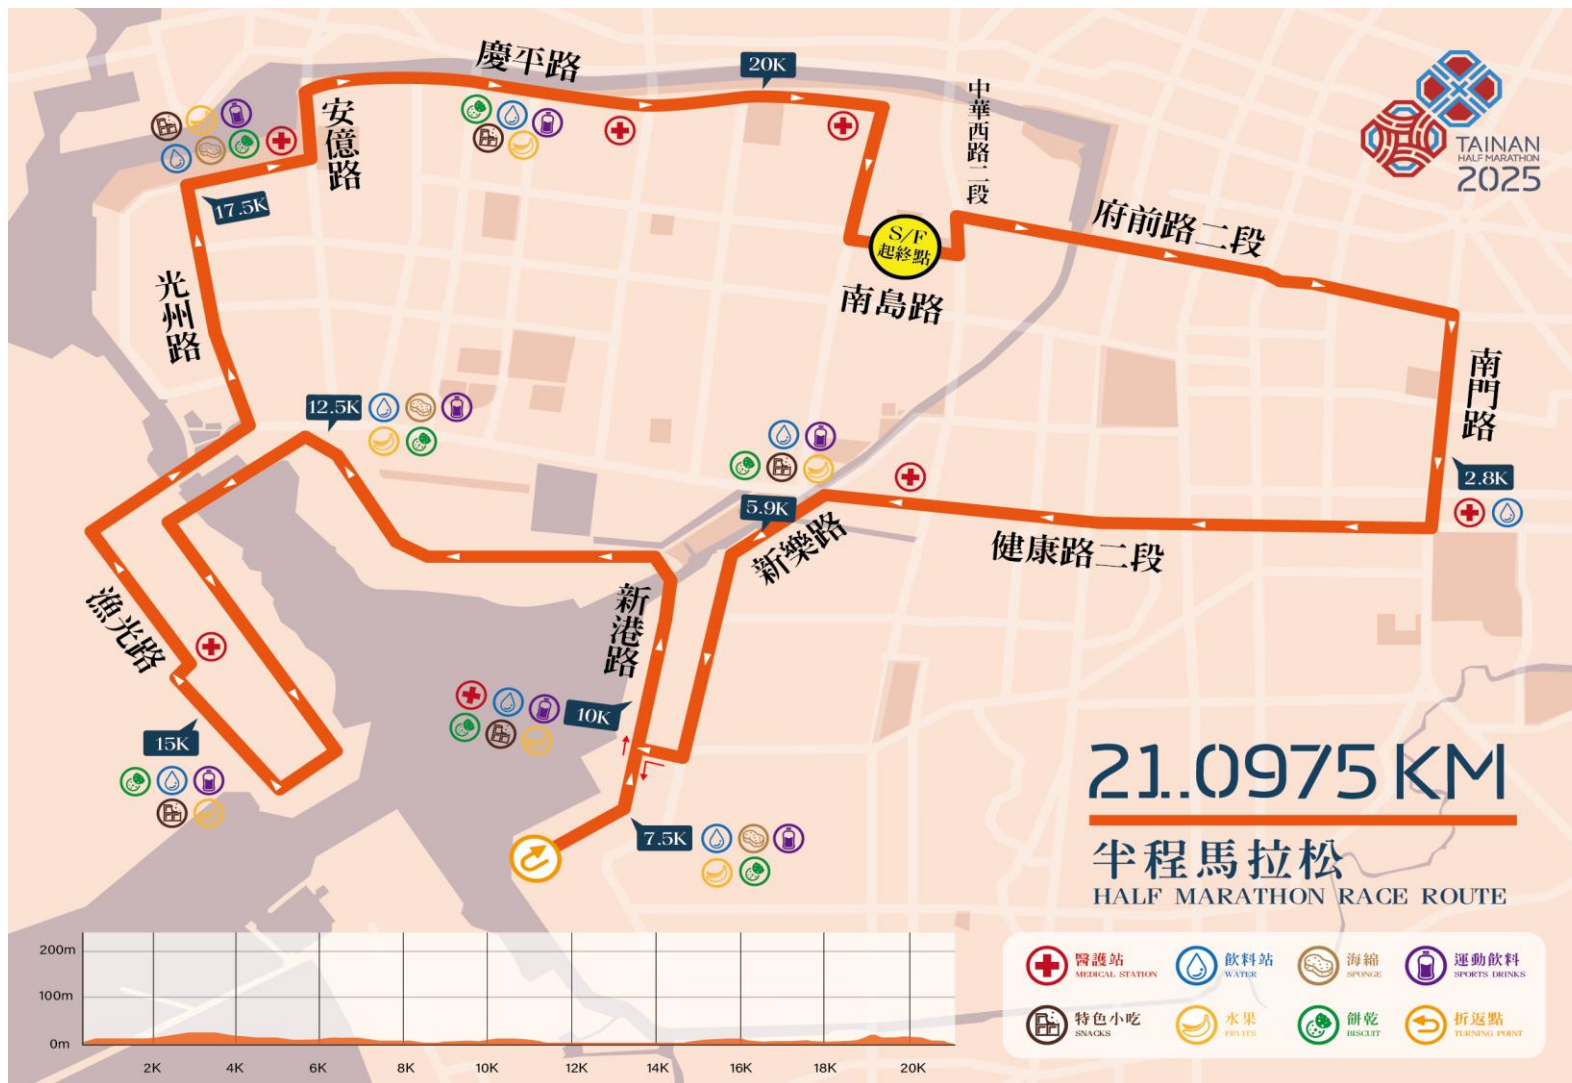 慶平路
20K
中華西路二段
TAINAN
HALF MARATHON
2025
安億路
17.5K
府前路二段
S/F
起終點
南島路
光州路
南門路
12.5K
2.8K
5.9K
新樂路
健康路二段
漁光路
新港路
10K
15K
7.5K
21.0975 KM
半程馬拉松
HALF MARATHON RACE ROUTE
200m
100m
0m
2K 4K 6K 8K 10K 12K 14K 16K 18K 20K
醫護站
MEDICAL STATION
飲料站
WATER
海綿
SPONGE
運動飲料
SPORTS DRINKS
特色小吃
SNACKS
水果
FRUITS
餅乾
BISCUIT
折返點
TURNING POINT